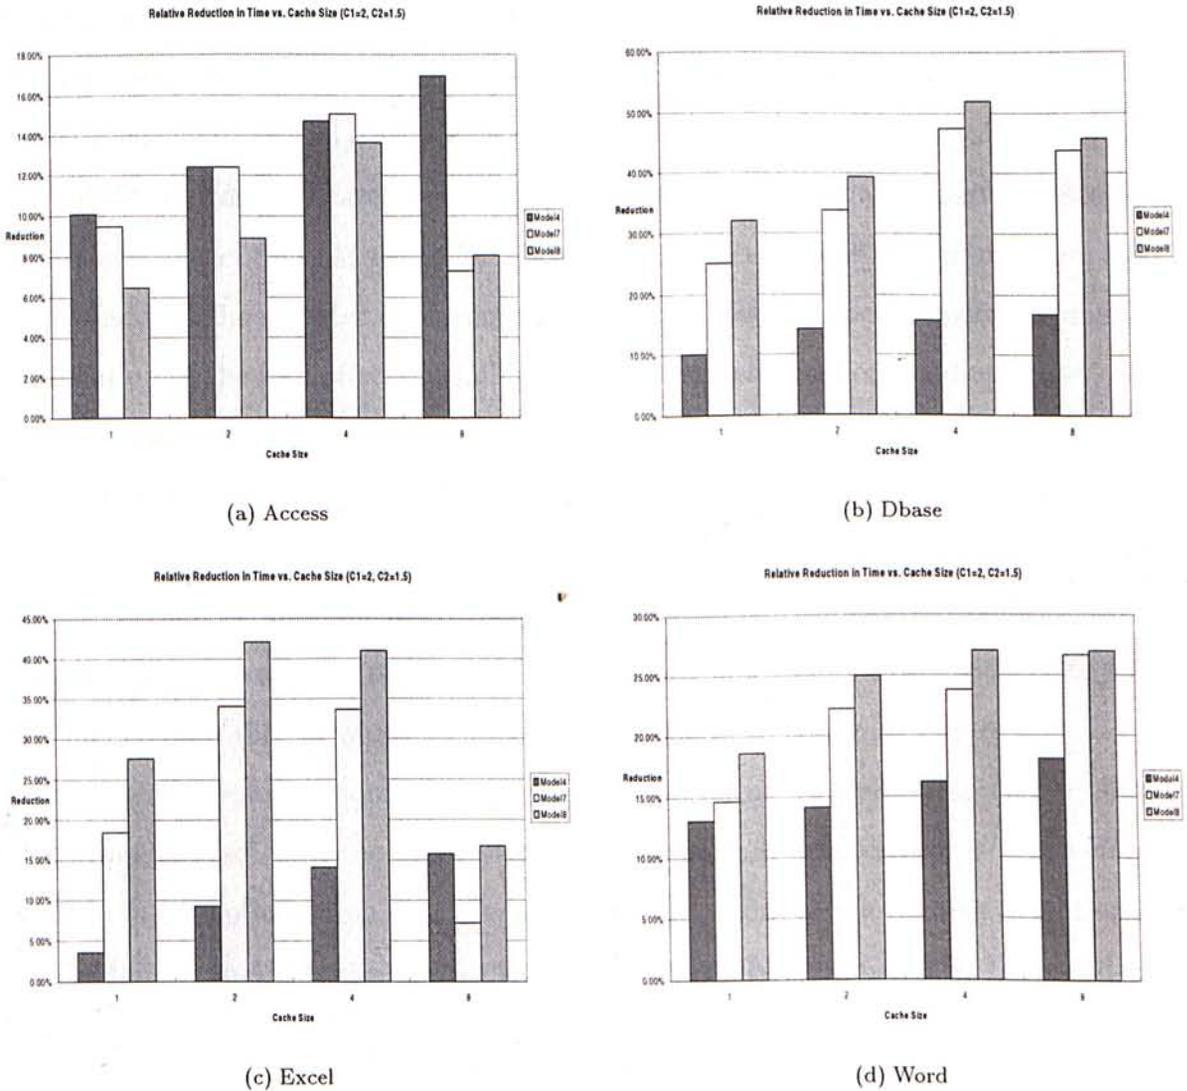 Relative Reduction in Time vs. Cache Size (C1=2, C2=1.5)
18.00%
16.00%
14.00%
12.00%
10.00%
Reduction
8.00%
6.00%
4.00%
2.00%
0.00%
1 2 4 8
Cache Size
Model4
Model7
Model8
(a) Access
Relative Reduction in Time vs. Cache Size (C1=2, C2=1.5)
60.00%
50.00%
40.00%
Reduction
30.00%
20.00%
10.00%
0.00%
1 2 4 8
Cache Size
Model4
Model7
Model8
(b) Dbase
Relative Reduction in Time vs. Cache Size (C1=2, C2=1.5)
45.00%
40.00%
35.00%
30.00%
25.00%
Reduction
20.00%
15.00%
10.00%
5.00%
0.00%
1 2 4 8
Cache Size
Model4
Model7
Model8
(c) Excel
Relative Reduction in Time vs. Cache Size (C1=2, C2=1.5)
30.00%
25.00%
20.00%
Reduction
15.00%
10.00%
5.00%
0.00%
1 2 4 8
Cache Size
Model4
Model7
Model8
(d) Word